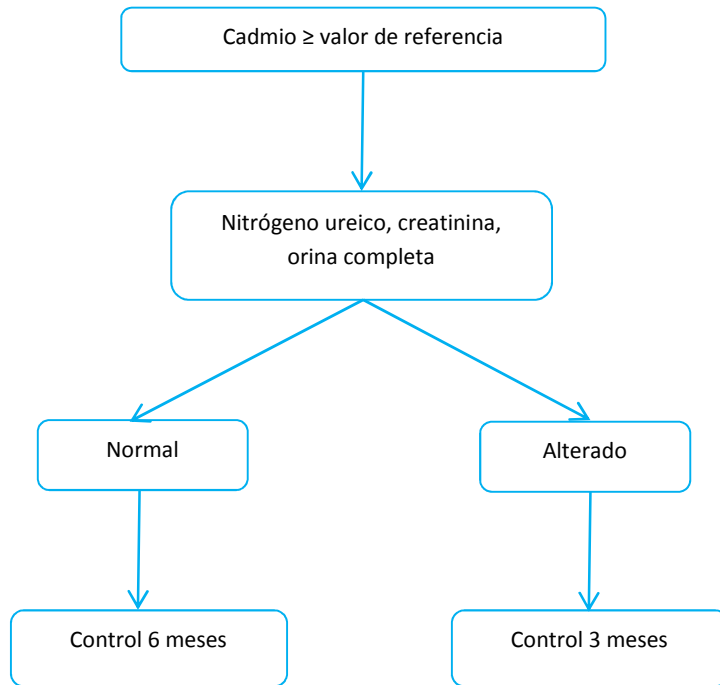 Cadmio ≥ valor de referencia
Nitrógeno ureico, creatinina,
orina completa
Normal
Alterado
Control 6 meses
Control 3 meses